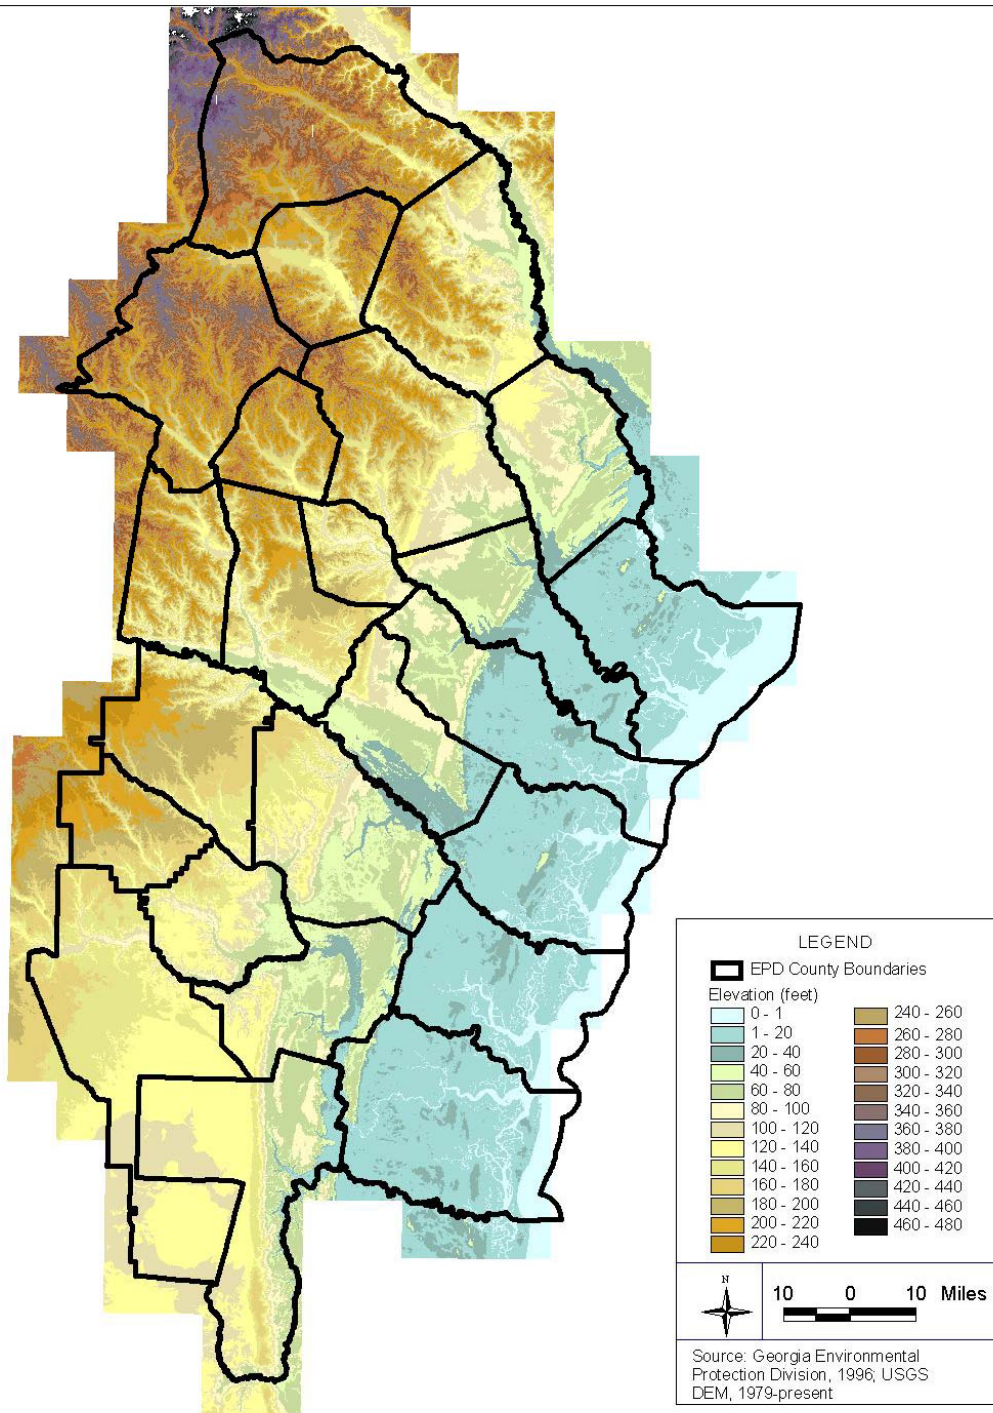 LEGEND
EPD County Boundaries
Elevation (feet)
0 - 1
1 - 20
20 - 40
40 - 60
60 - 80
80 - 100
100 - 120
120 - 140
140 - 160
160 - 180
180 - 200
200 - 220
220 - 240
240 - 260
260 - 280
280 - 300
300 - 320
320 - 340
340 - 360
360 - 380
380 - 400
400 - 420
420 - 440
440 - 460
460 - 480
N
10 0 10 Miles
Source: Georgia Environmental
Protection Division, 1996; USGS
DEM, 1979-present